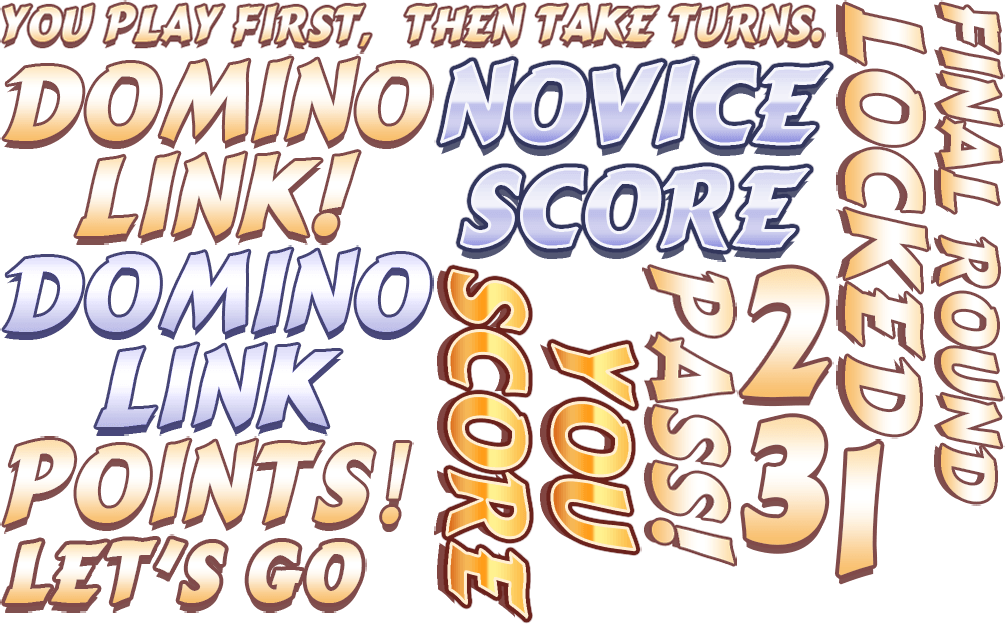 YOU PLAY FIRST, THEN TAKE TURNS.
DOMINO
LINK!
DOMINO
LINK
POINTS!
LET'S GO
NOVICE
SCORE
YOU
SCORE
PASS!
2
3
1
LOCKED
FINAL ROUND